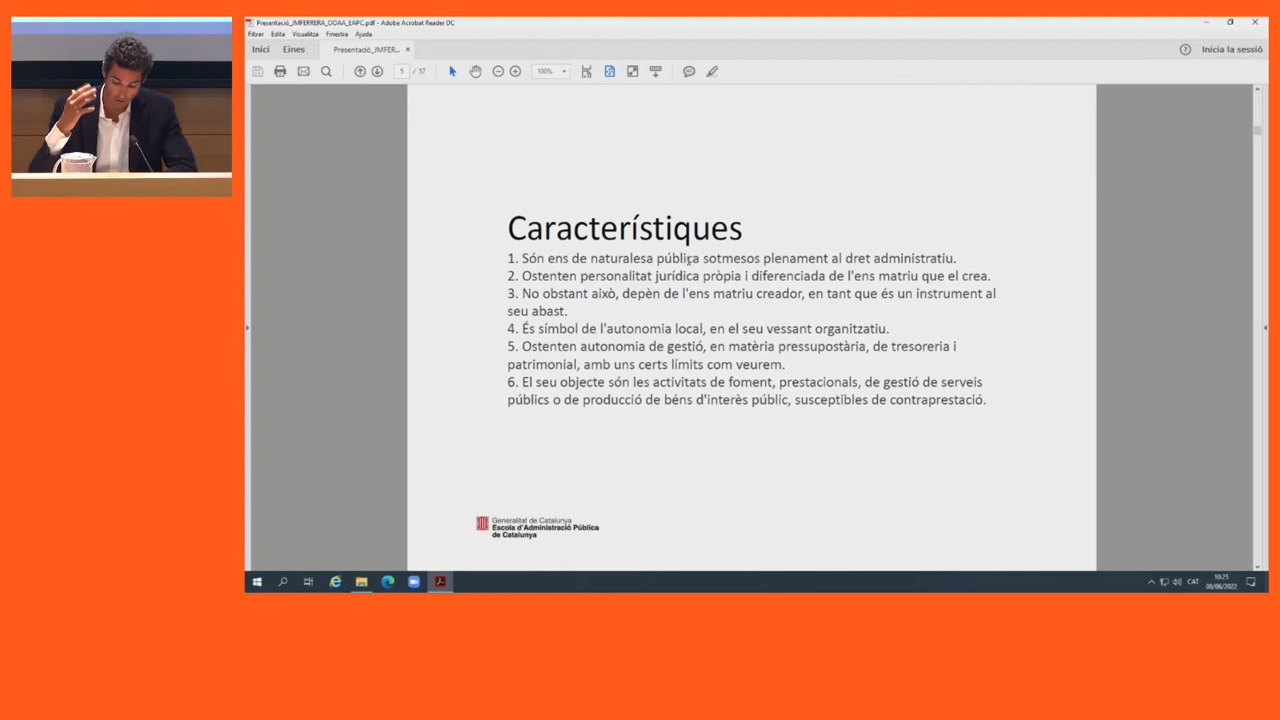 Presentació_JMFERRERA_OOAA_EAPC.pdf - Adobe Acrobat Reader DC
Fitxer Edita Visualitza Finestra Ajuda
Inici Eines Presentació_JMFER... × Inicia la sessió
5 / 57 100%
Característiques
1. Són ens de naturalesa pública sotmesos plenament al dret administratiu.
2. Ostenten personalitat jurídica pròpia i diferenciada de l'ens matriu que el crea.
3. No obstant això, depèn de l'ens matriu creador, en tant que és un instrument al
seu abast.
4. És símbol de l'autonomia local, en el seu vessant organitzatiu.
5. Ostenten autonomia de gestió, en matèria pressupostària, de tresoreria i
patrimonial, amb uns certs límits com veurem.
6. El seu objecte són les activitats de foment, prestacionals, de gestió de serveis
públics o de producció de béns d'interès públic, susceptibles de contraprestació.
Generalitat de Catalunya
Escola d'Administració Pública
de Catalunya
CAT
10:25
08/06/2022